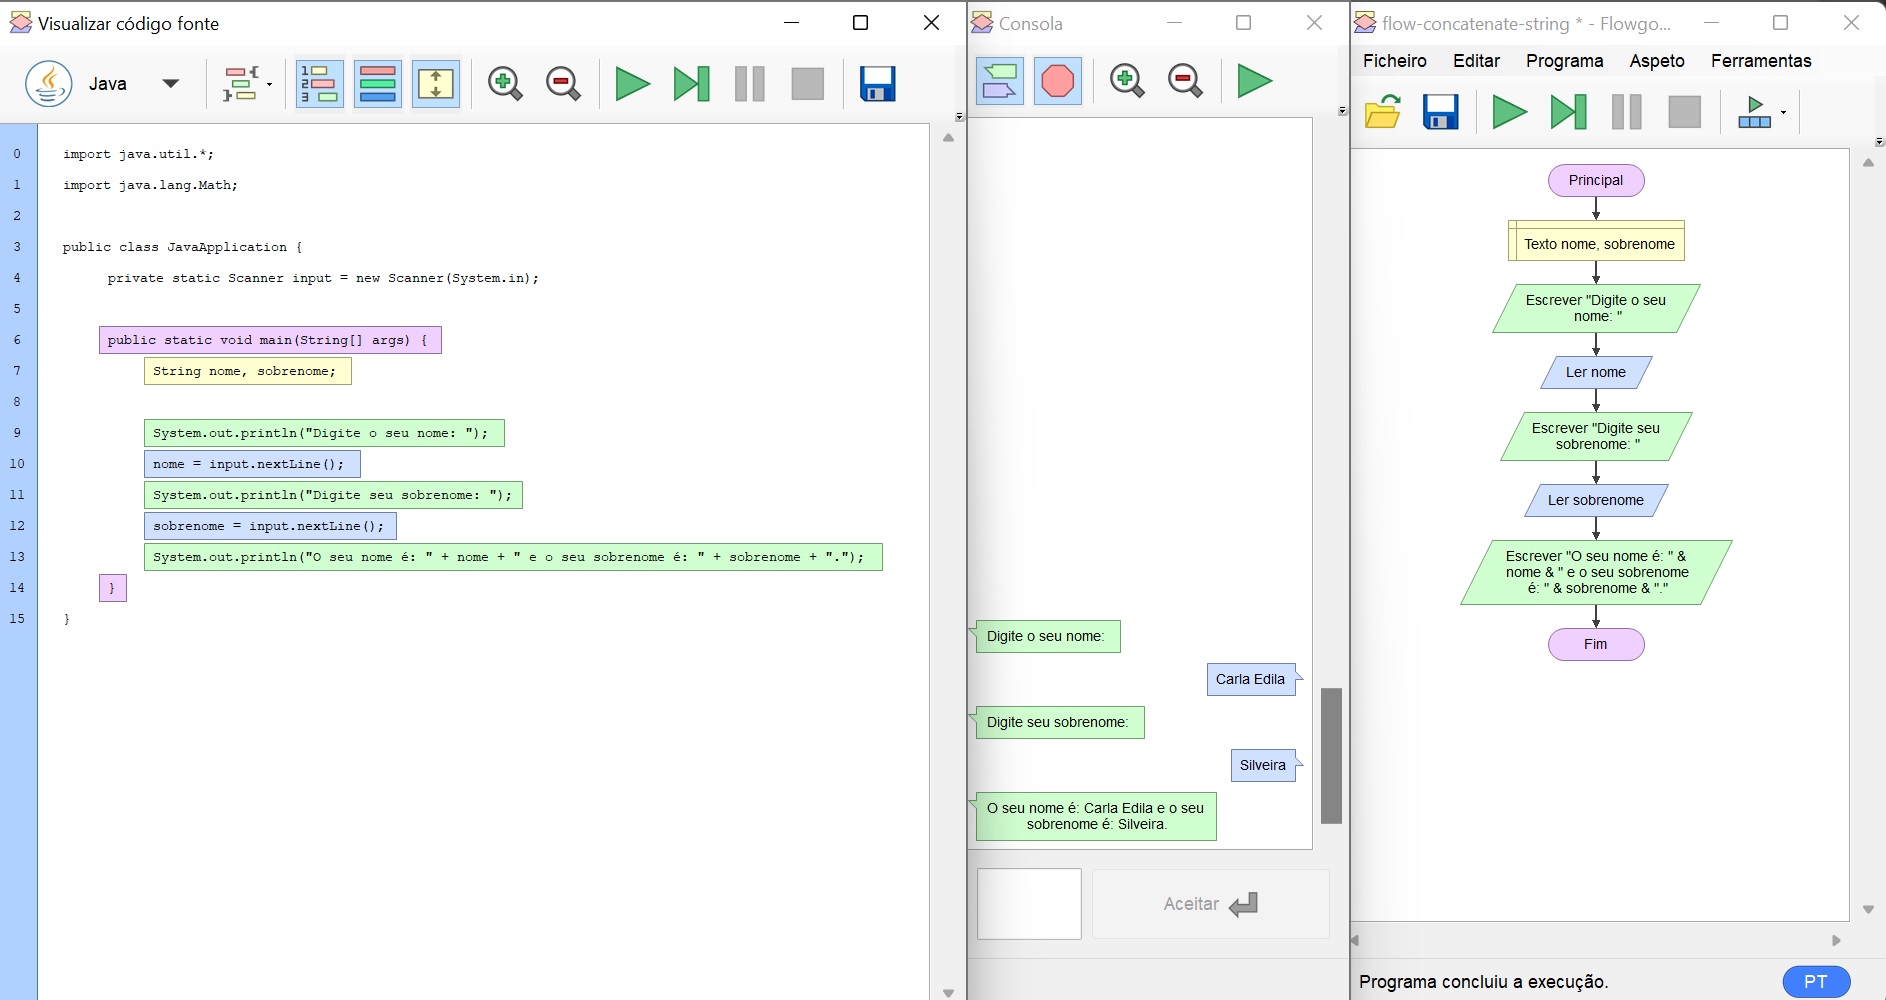 Visualizar código fonte
Java
0 import java.util.*;
1 import java.lang.Math;
2
3 public class JavaApplication {
4 private static Scanner input = new Scanner(System.in);
5
6 public static void main(String[] args) {
7 String nome, sobrenome;
8
9 System.out.println("Digite o seu nome: ");
10 nome = input.nextLine();
11 System.out.println("Digite seu sobrenome: ");
12 sobrenome = input.nextLine();
13 System.out.println("O seu nome é: " + nome + " e o seu sobrenome é: " + sobrenome + ".");
14 }
15 }
Consola
Digite o seu nome:
Carla Edila
Digite seu sobrenome:
Silveira
O seu nome é: Carla Edila e o seu
sobrenome é: Silveira.
Aceitar
flow-concatenate-string * - Flowgo...
Ficheiro Editar Programa Aspeto Ferramentas
Principal
Texto nome, sobrenome
Escrever "Digite o seu
nome: "
Ler nome
Escrever "Digite seu
sobrenome: "
Ler sobrenome
Escrever "O seu nome é: " &
nome & " e o seu sobrenome
é: " & sobrenome & "."
Fim
Programa concluiu a execução.
PT